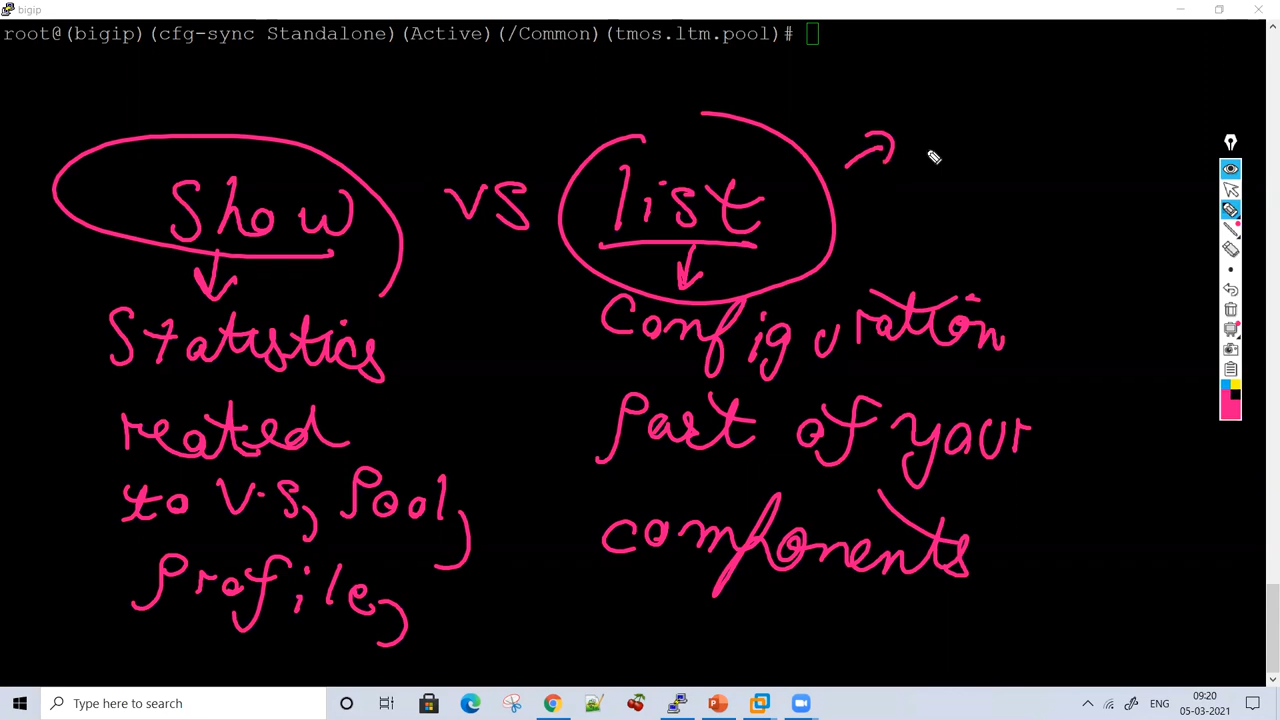 bigip
root@(bigip)(cfg-sync Standalone)(Active)(/Common)(tmos.ltm.pool)#
Show vs list
Statistics
reated
to V.S, Pool,
Profile,
Configuration
Part of your
components
Type here to search
ENG
09:20
05-03-2021